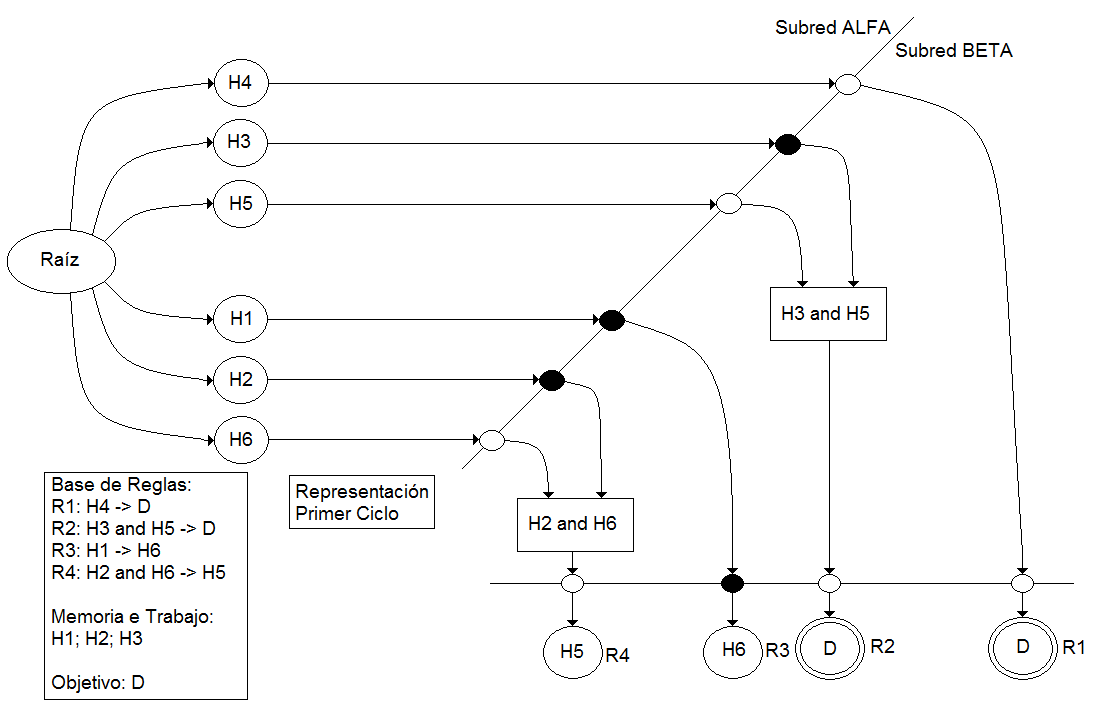 Subred ALFA
Subred BETA
H4
H3
H5
Raíz
H1
H2
H6
H3 and H5
H2 and H6
Base de Reglas:
R1: H4 -> D
R2: H3 and H5 -> D
R3: H1 -> H6
R4: H2 and H6 -> H5
Memoria e Trabajo:
H1; H2; H3
Objetivo: D
Representación
Primer Ciclo
H5
R4
H6
R3
D
R2
D
R1